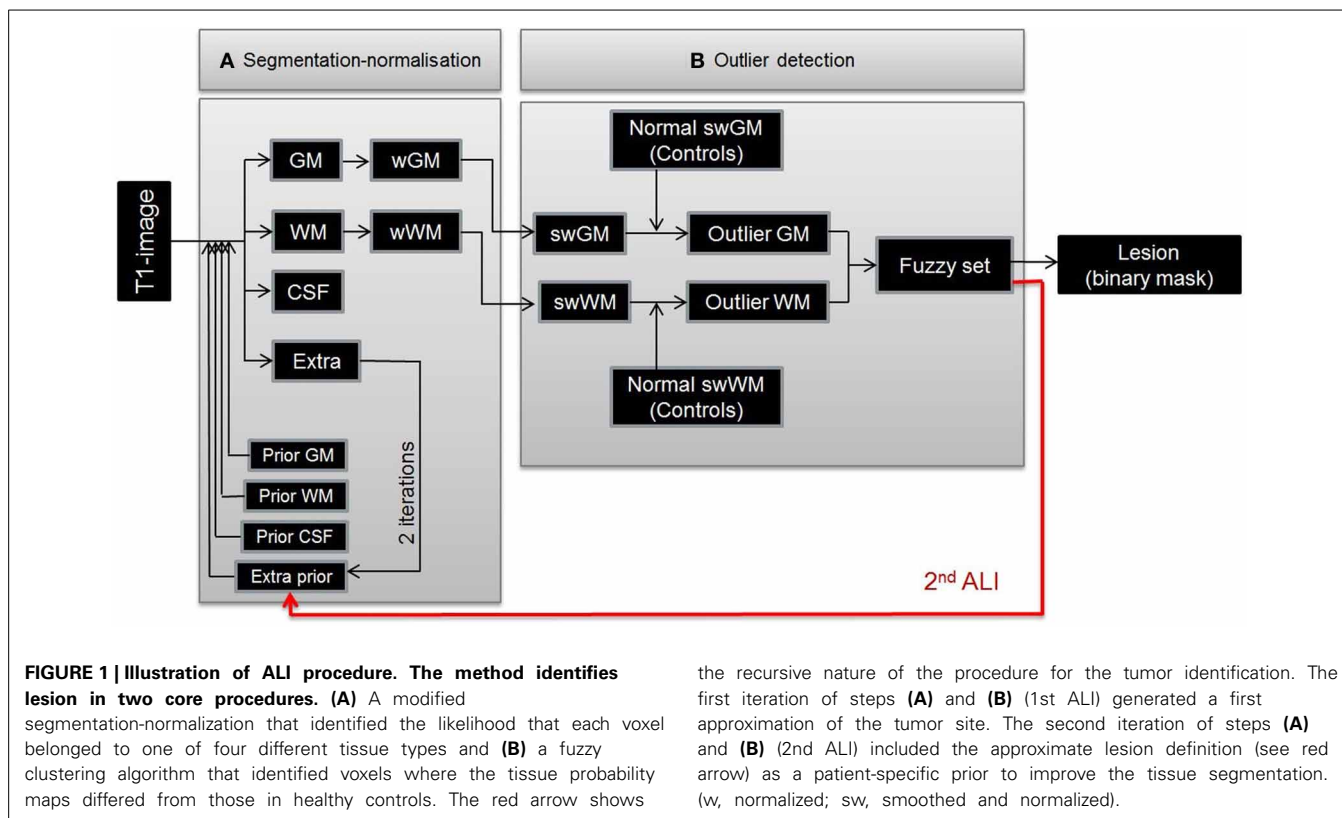 A Segmentation-normalisation
B Outlier detection
T1-image
GM
wGM
WM
wWM
CSF
Extra
Prior GM
Prior WM
Prior CSF
Extra prior
2 iterations
Normal swGM
(Controls)
swGM
Outlier GM
swWM
Outlier WM
Normal swWM
(Controls)
Fuzzy set
Lesion
(binary mask)
2nd ALI
FIGURE 1 | Illustration of ALI procedure. The method identifies
lesion in two core procedures. (A) A modified
segmentation-normalization that identified the likelihood that each voxel
belonged to one of four different tissue types and (B) a fuzzy
clustering algorithm that identified voxels where the tissue probability
maps differed from those in healthy controls. The red arrow shows
the recursive nature of the procedure for the tumor identification. The
first iteration of steps (A) and (B) (1st ALI) generated a first
approximation of the tumor site. The second iteration of steps (A)
and (B) (2nd ALI) included the approximate lesion definition (see red
arrow) as a patient-specific prior to improve the tissue segmentation.
(w, normalized; sw, smoothed and normalized).